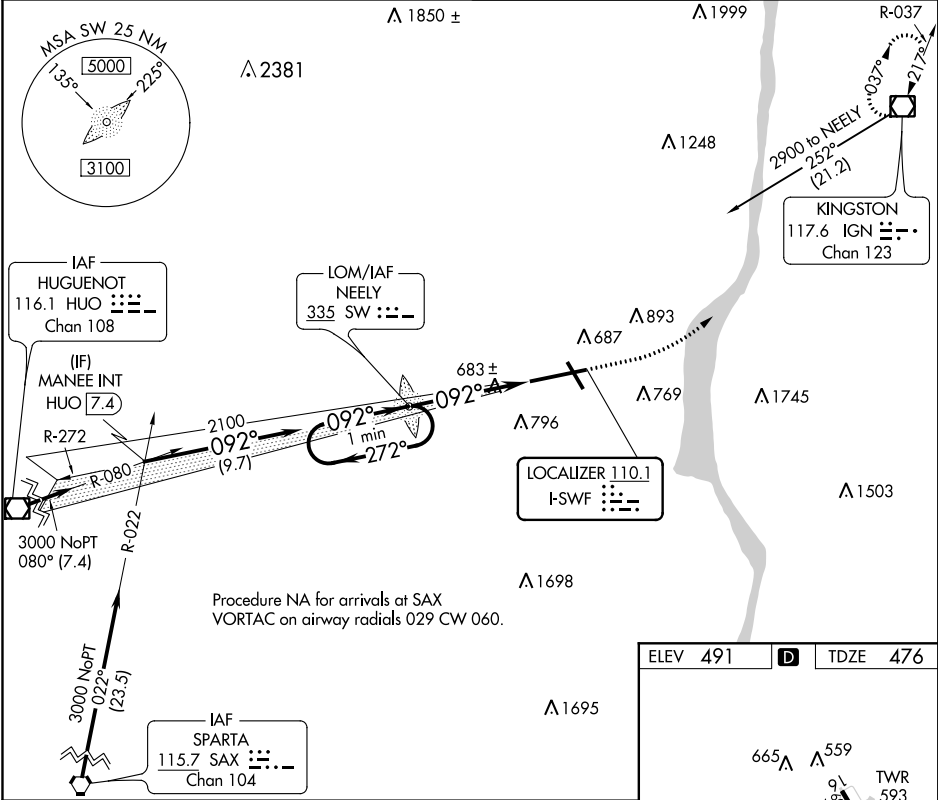 MSA SW 25 NM
135°
5000
225°
3100
1850 ±
2381
1999
1248
R-037
037°
217°
2900 to NEELY
252°
(21.2)
KINGSTON
117.6 IGN
Chan 123
IAF
HUGUENOT
116.1 HUO
Chan 108
LOM/IAF
NEELY
335 SW
(IF)
MANEE INT
HUO 7.4
R-272
R-080
2100
092°
(9.7)
092°
1 min
272°
092°
683 ±
687
893
796
769
1745
LOCALIZER 110.1
I-SWF
1503
3000 NoPT
080° (7.4)
R-022
1698
Procedure NA for arrivals at SAX
VORTAC on airway radials 029 CW 060.
3000 NoPT
022°
(23.5)
1695
IAF
SPARTA
115.7 SAX
Chan 104
ELEV 491
D
TDZE 476
665
559
16
TWR
593